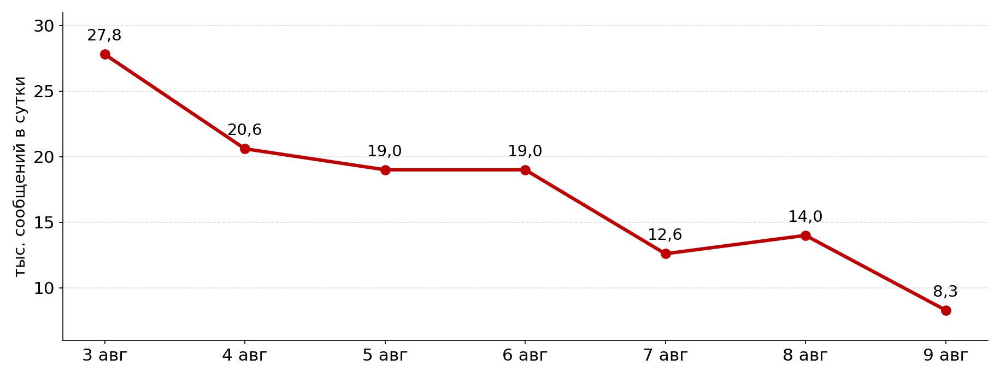 тыс. сообщений в сутки
30
25
20
15
10
27,8
20,6
19,0
19,0
12,6
14,0
8,3
3 авг
4 авг
5 авг
6 авг
7 авг
8 авг
9 авг